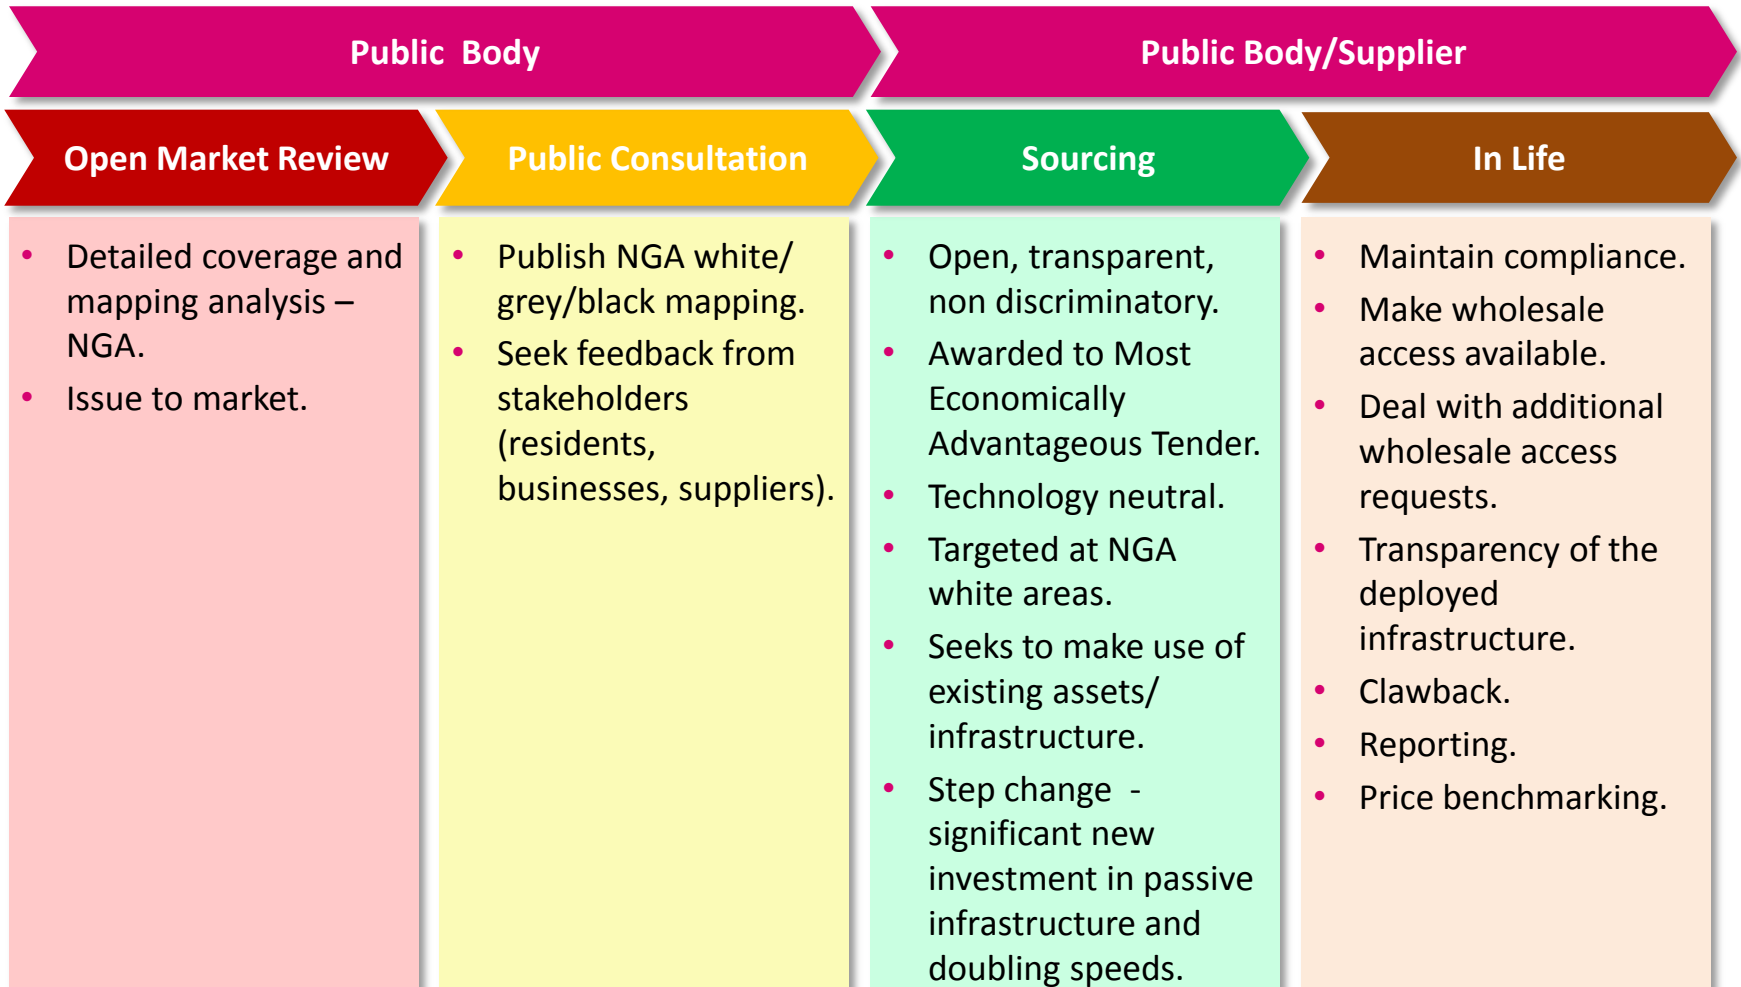 Public Body
Public Body/Supplier
Open Market Review
Public Consultation
Sourcing
In Life
• Detailed coverage and
mapping analysis –
NGA.
• Issue to market.
• Publish NGA white/
grey/black mapping.
• Seek feedback from
stakeholders
(residents,
businesses, suppliers).
• Open, transparent,
non discriminatory.
• Awarded to Most
Economically
Advantageous Tender.
• Technology neutral.
• Targeted at NGA
white areas.
• Seeks to make use of
existing assets/
infrastructure.
• Step change -
significant new
investment in passive
infrastructure and
doubling speeds.
• Maintain compliance.
• Make wholesale
access available.
• Deal with additional
wholesale access
requests.
• Transparency of the
deployed
infrastructure.
• Clawback.
• Reporting.
• Price benchmarking.